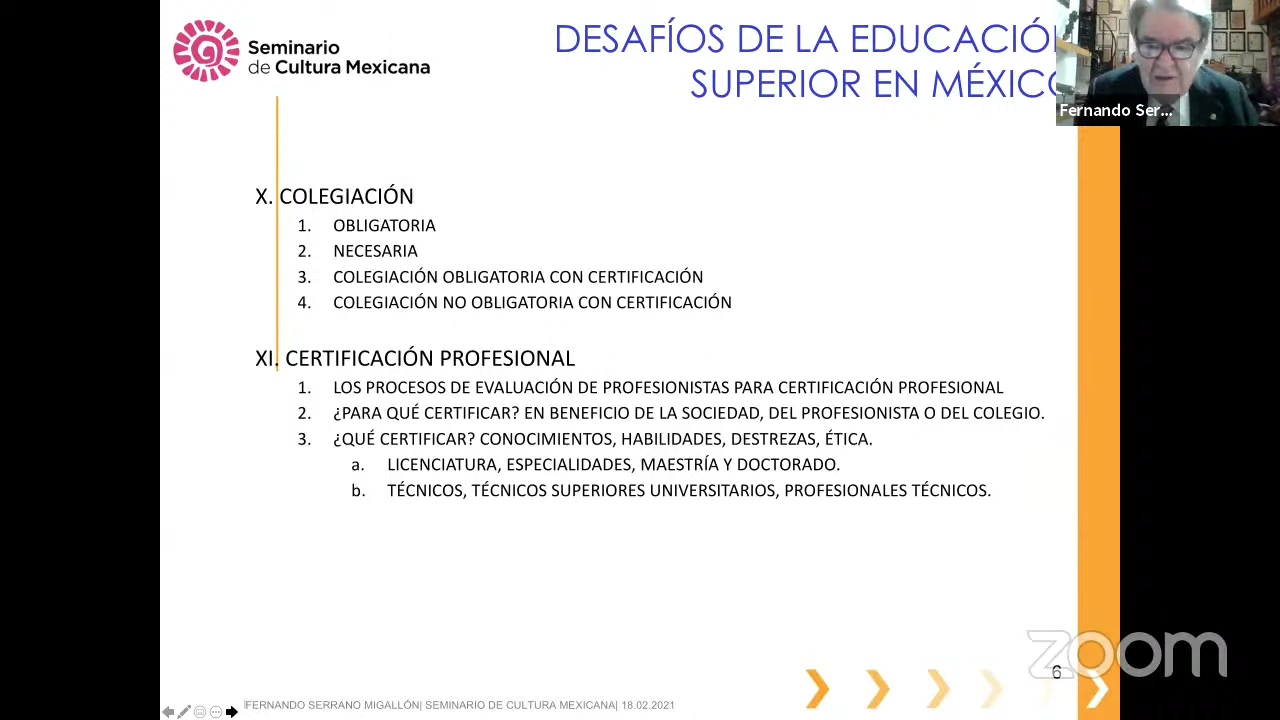 Seminario
de Cultura Mexicana
DESAFÍOS DE LA EDUCACIÓN
SUPERIOR EN MÉXICO
Fernando Ser...
X. COLEGIACIÓN
1. OBLIGATORIA
2. NECESARIA
3. COLEGIACIÓN OBLIGATORIA CON CERTIFICACIÓN
4. COLEGIACIÓN NO OBLIGATORIA CON CERTIFICACIÓN
XI. CERTIFICACIÓN PROFESIONAL
1. LOS PROCESOS DE EVALUACIÓN DE PROFESIONISTAS PARA CERTIFICACIÓN PROFESIONAL
2. ¿PARA QUÉ CERTIFICAR? EN BENEFICIO DE LA SOCIEDAD, DEL PROFESIONISTA O DEL COLEGIO.
3. ¿QUÉ CERTIFICAR? CONOCIMIENTOS, HABILIDADES, DESTREZAS, ÉTICA.
a. LICENCIATURA, ESPECIALIDADES, MAESTRÍA Y DOCTORADO.
b. TÉCNICOS, TÉCNICOS SUPERIORES UNIVERSITARIOS, PROFESIONALES TÉCNICOS.
zoom
6
FERNANDO SERRANO MIGALLÓN| SEMINARIO DE CULTURA MEXICANA| 18.02.2021